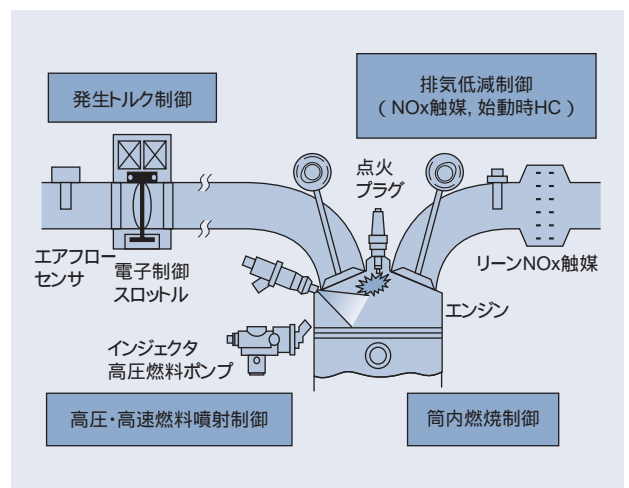 発生トルク制御
排気低減制御
（NOx触媒, 始動時HC）
点火
プラグ
エアフロー
センサ
電子制御
スロットル
リーンNOx触媒
エンジン
インジェクタ
高圧燃料ポンプ
高圧・高速燃料噴射制御
筒内燃焼制御